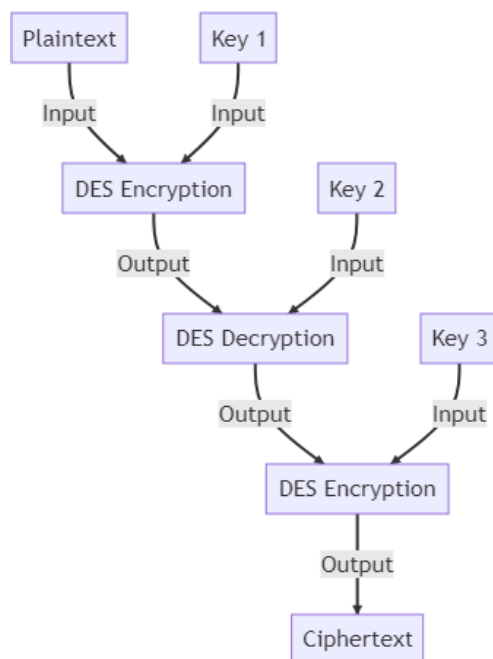 Plaintext
Key 1
Input
Input
DES Encryption
Key 2
Output
Input
DES Decryption
Key 3
Output
Input
DES Encryption
Output
Ciphertext